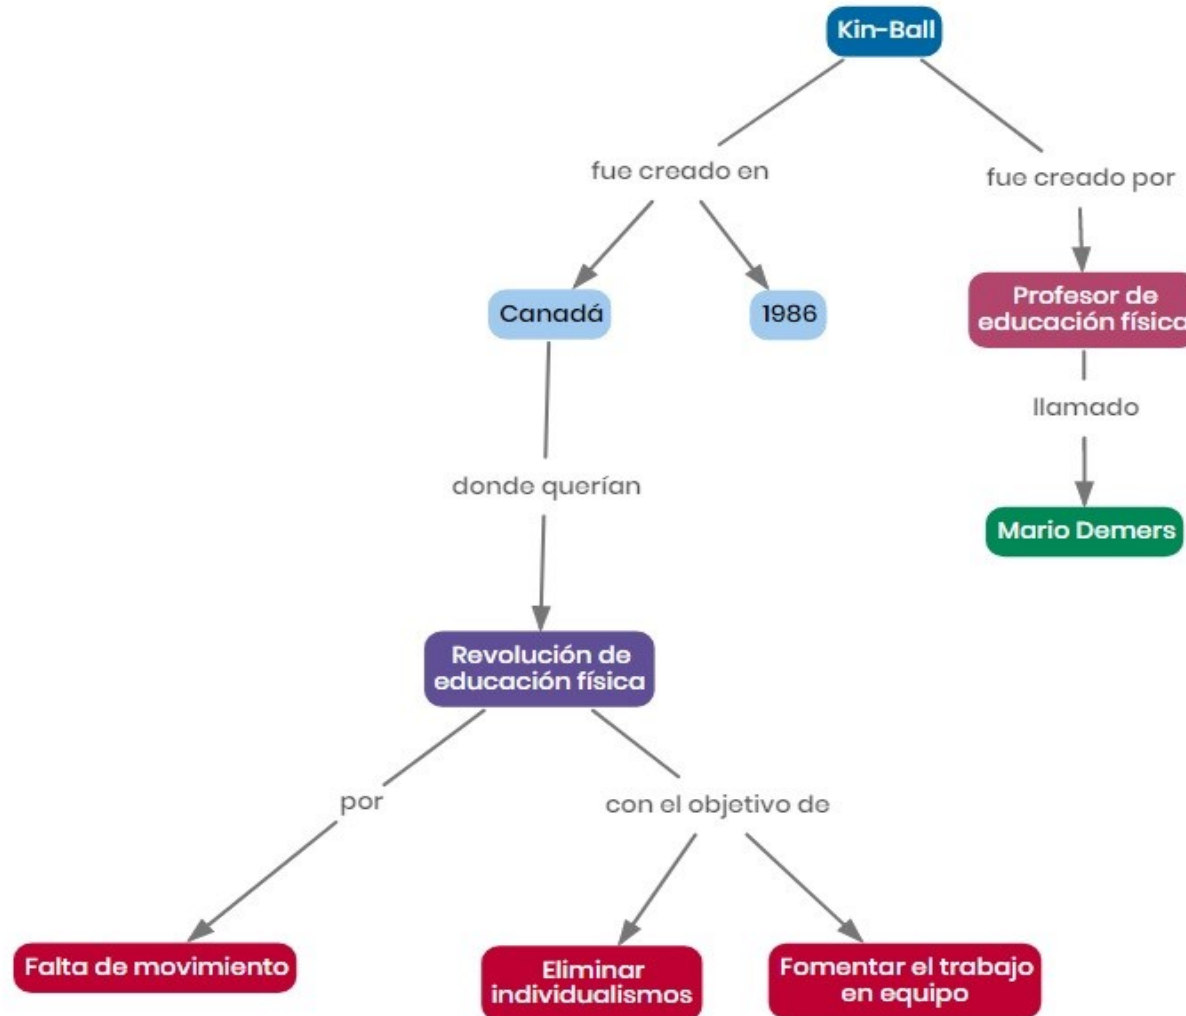 Kin-Ball
fue creado en
fue creado por
Canadá
1986
Profesor de
educación física
llamado
donde querían
Mario Demers
Revolución de
educación física
por
con el objetivo de
Falta de movimiento
Eliminar
individualismos
Fomentar el trabajo
en equipo